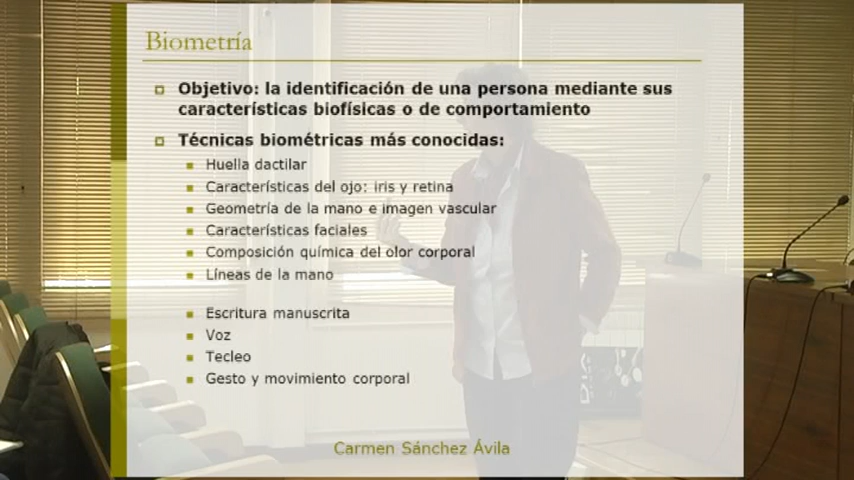 Biometría
Objetivo: la identificación de una persona mediante sus
características biofísicas o de comportamiento
Técnicas biométricas más conocidas:
Huella dactilar
Características del ojo: iris y retina
Geometría de la mano e imagen vascular
Características faciales
Composición química del olor corporal
Líneas de la mano
Escritura manuscrita
Voz
Tecleo
Gesto y movimiento corporal
Carmen Sánchez Ávila